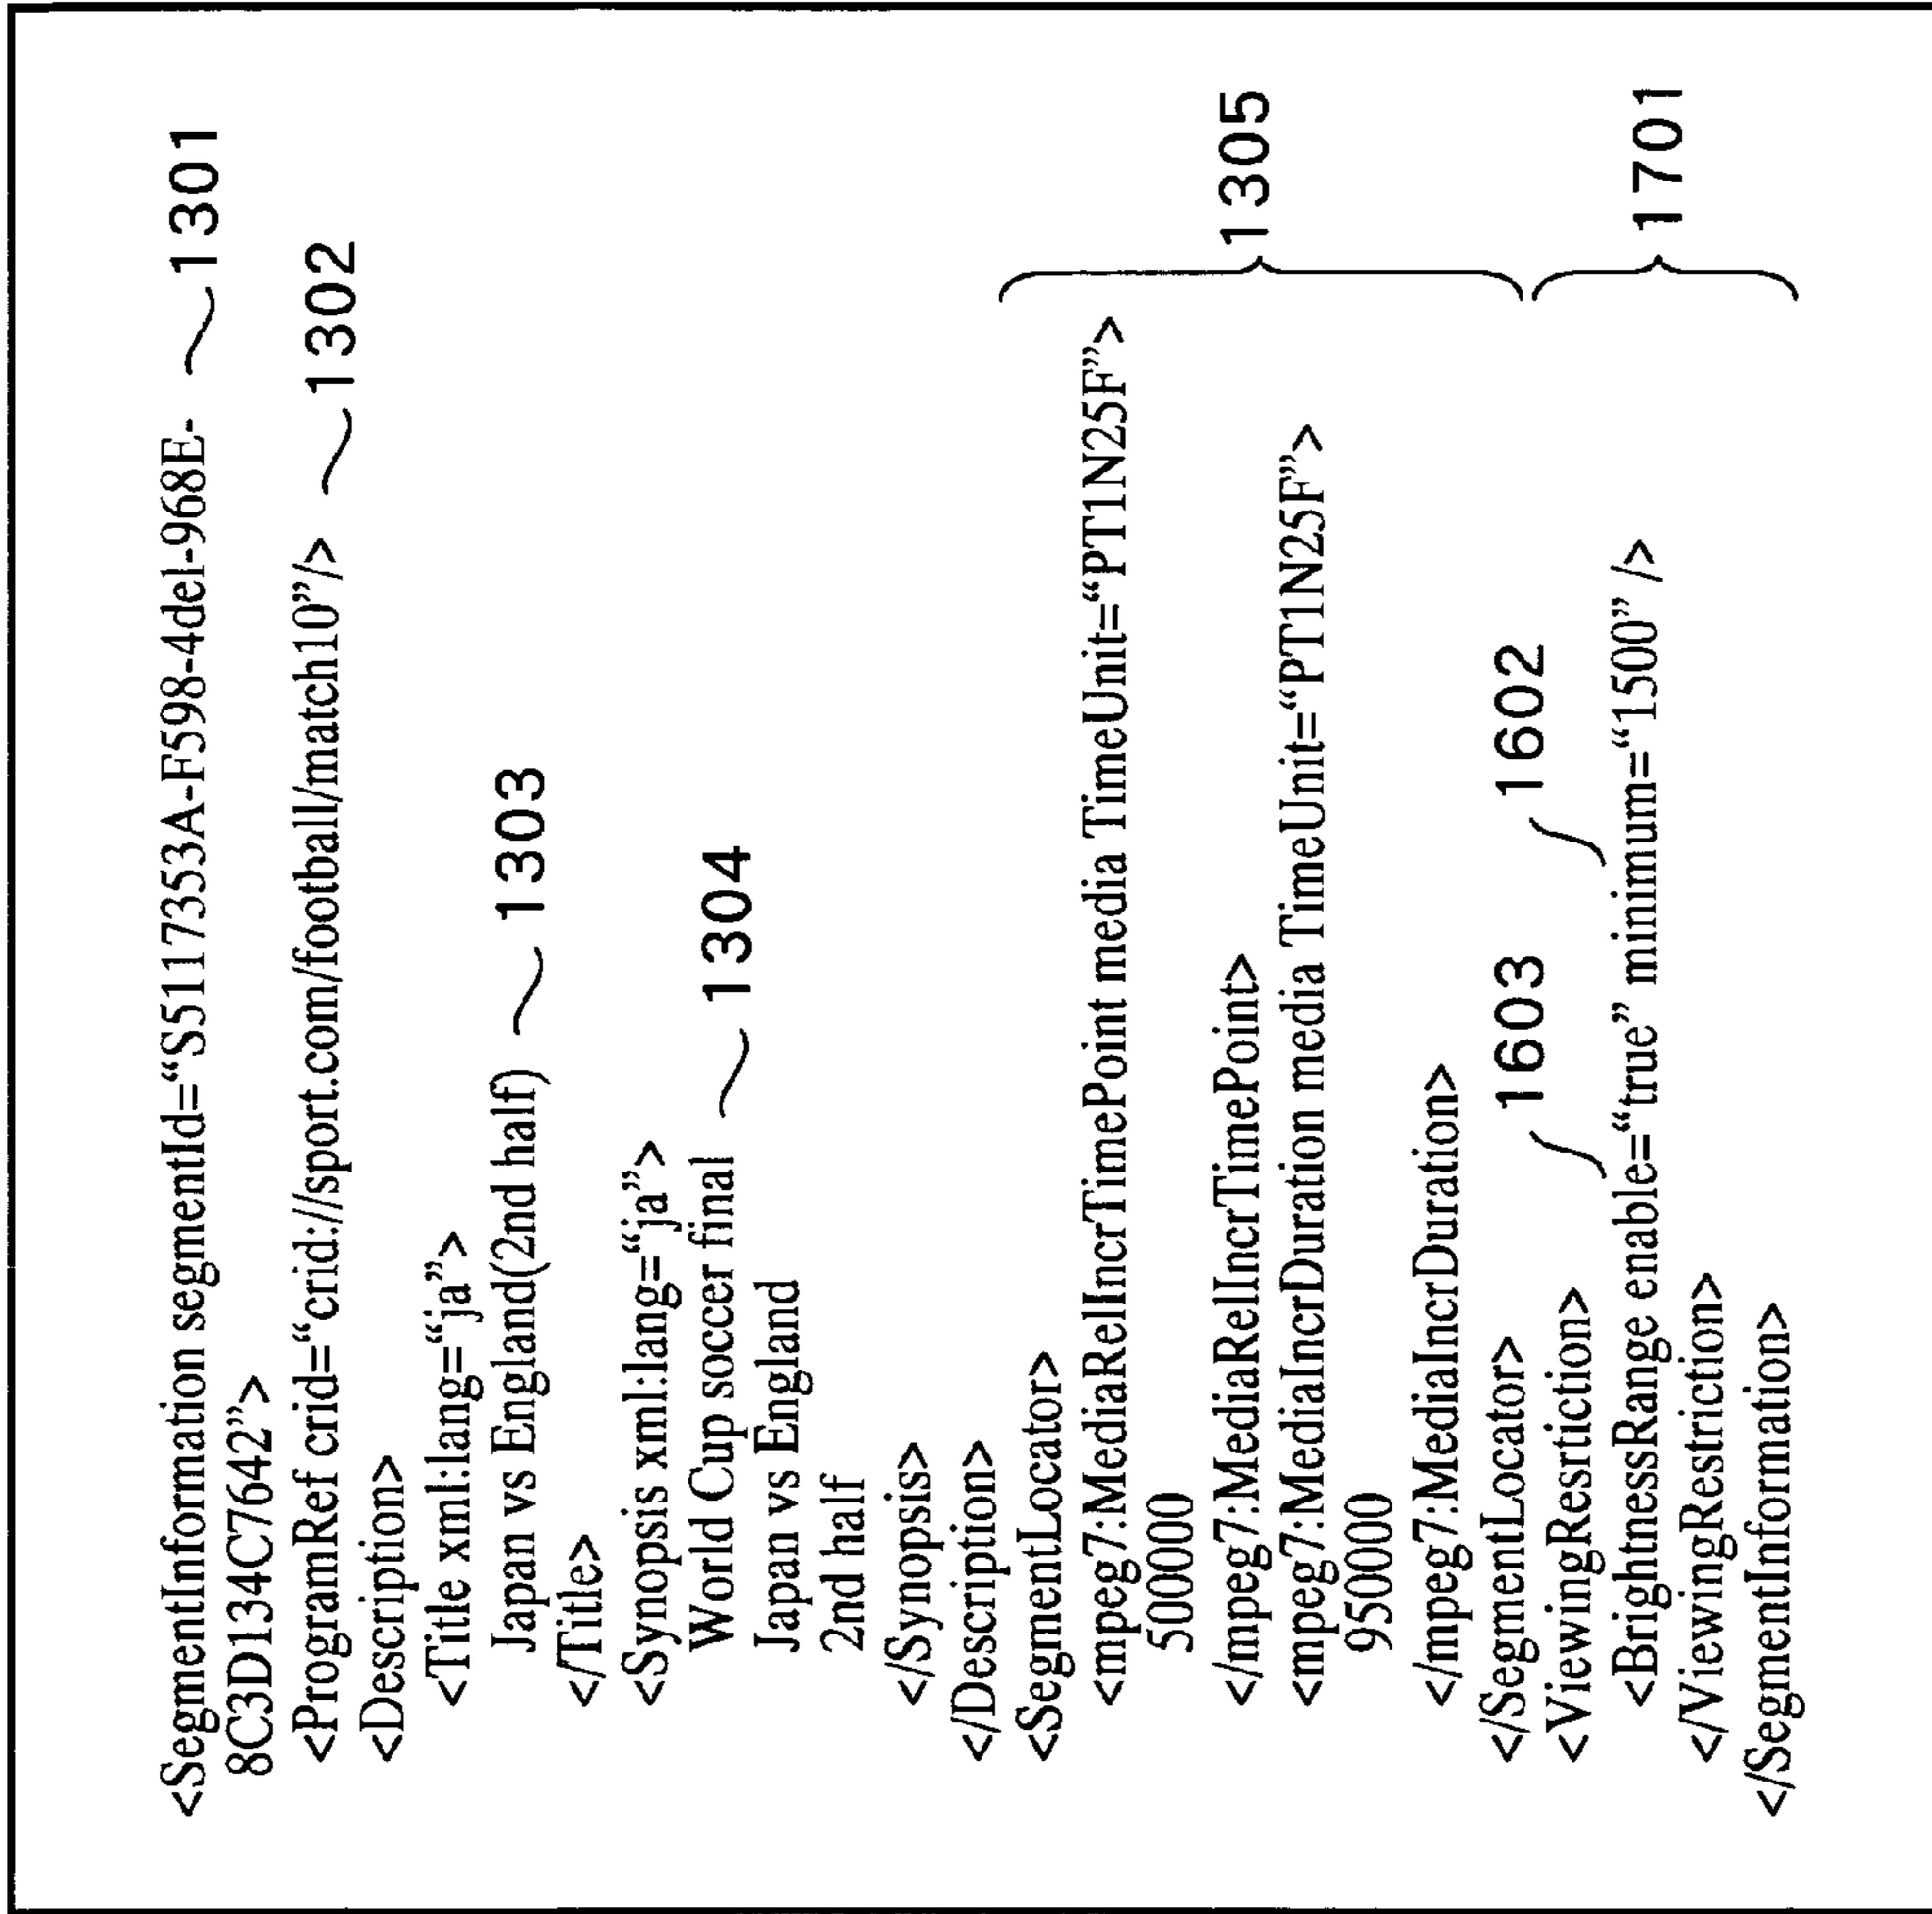 <SegmentInformation segmentId=“S5117353A-F598-4del-968E- 1301
8C3D134C7642”>
<ProgramRef crid=“crid://sport.com/football/match10”/> 1302
<Description>
<Title xml:lang=“ja”>
Japan vs England(2nd half) 1303
</Title>
<Synopsis xml:lang=“ja”>
World Cup soccer final 1304
Japan vs England
2nd half
</Synopsis>
</Description>
<SegmentLocator>
<mpeg7:MediaRelIncrTimePoint media TimeUnit=“PT1N25F”>
500000
</mpeg7:MediaRelIncrTimePoint> 1305
<mpeg7:MediaIncrDuration media TimeUnit=“PT1N25F”>
950000
</mpeg7:MediaIncrDuration>
</SegmentLocator> 1603 1602
<ViewingResrtiction>
<BrightnessRange enable=“true” minimum=“1500” /> 1701
</ViewingRestriction>
</SegmentInformation>